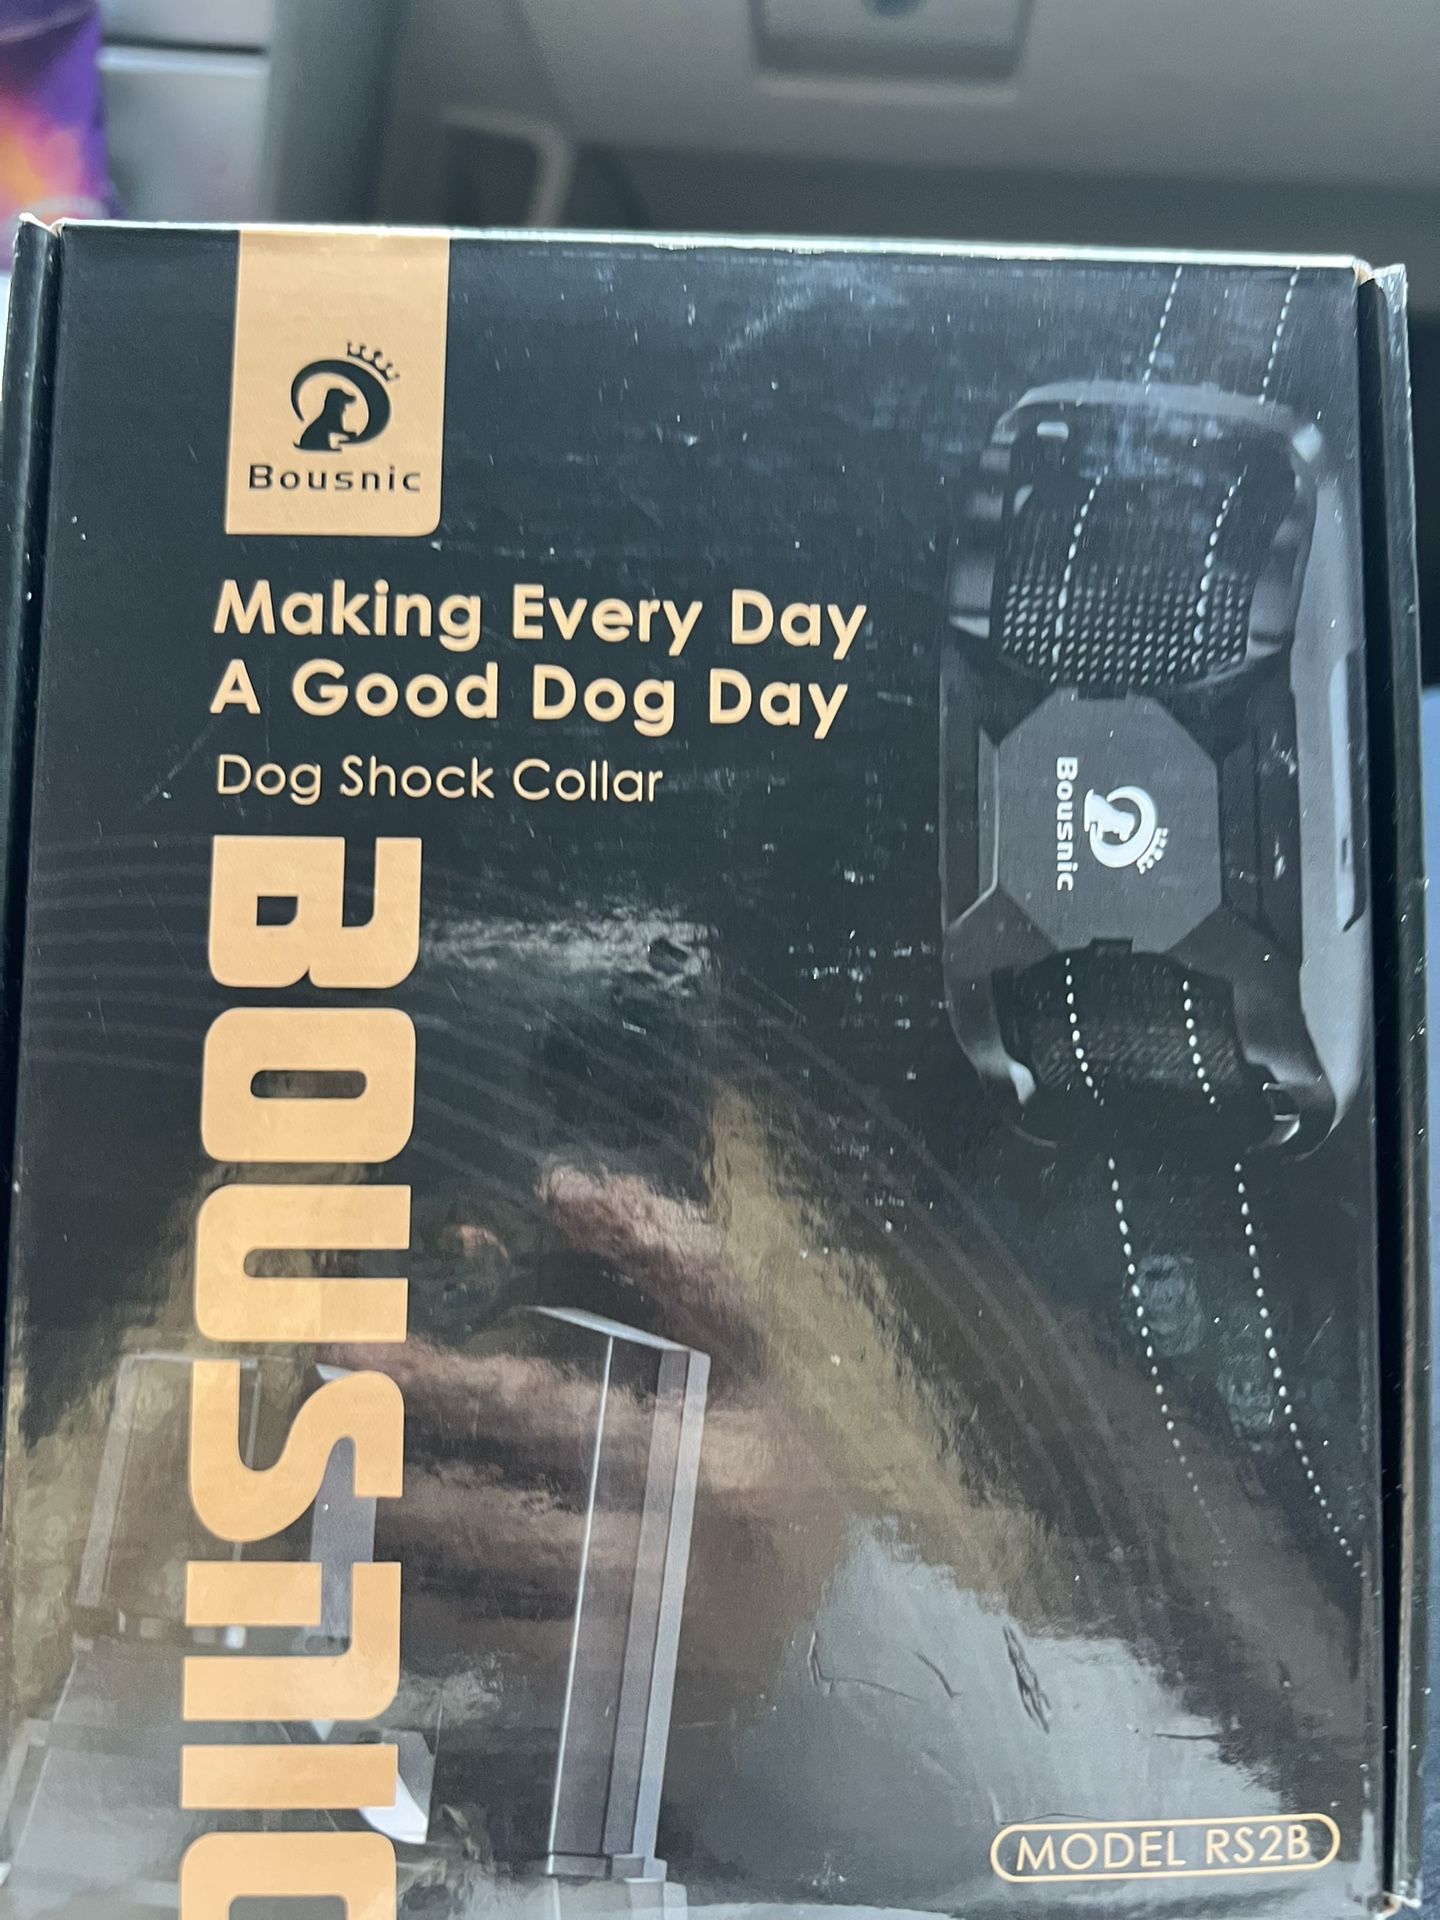 Bousnic
Making Every Day
A Good Dog Day
Dog Shock Collar
BOUSNIC
Bousnic
MODEL RS2B